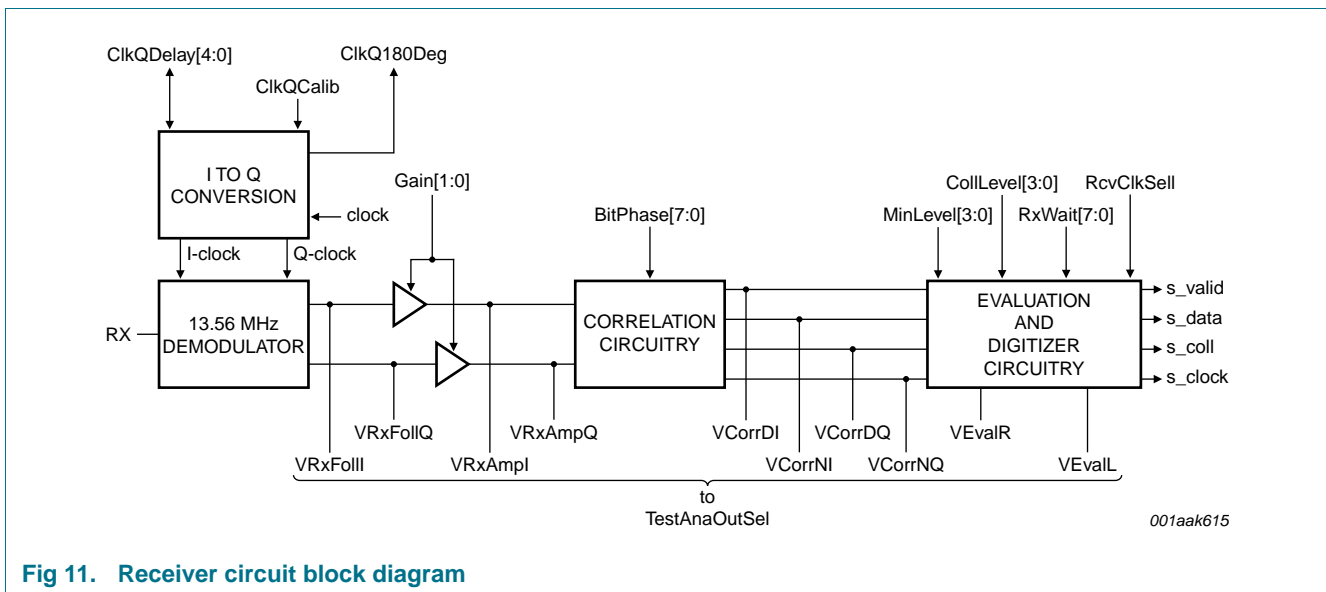 ClkQDelay[4:0]
ClkQ180Deg
ClkQCalib
I TO Q
CONVERSION
clock
I-clock
Q-clock
Gain[1:0]
BitPhase[7:0]
CollLevel[3:0]
RcvClkSell
MinLevel[3:0]
RxWait[7:0]
RX
13.56 MHz
DEMODULATOR
CORRELATION
CIRCUITRY
EVALUATION
AND
DIGITIZER
CIRCUITRY
s_valid
s_data
s_coll
s_clock
VRxFollQ
VRxAmpQ
VCorrDI
VCorrDQ
VEvalR
VRxFollI
VRxAmpI
VCorrNI
VCorrNQ
VEvalL
to
TestAnaOutSel
001aak615
Fig 11. Receiver circuit block diagram